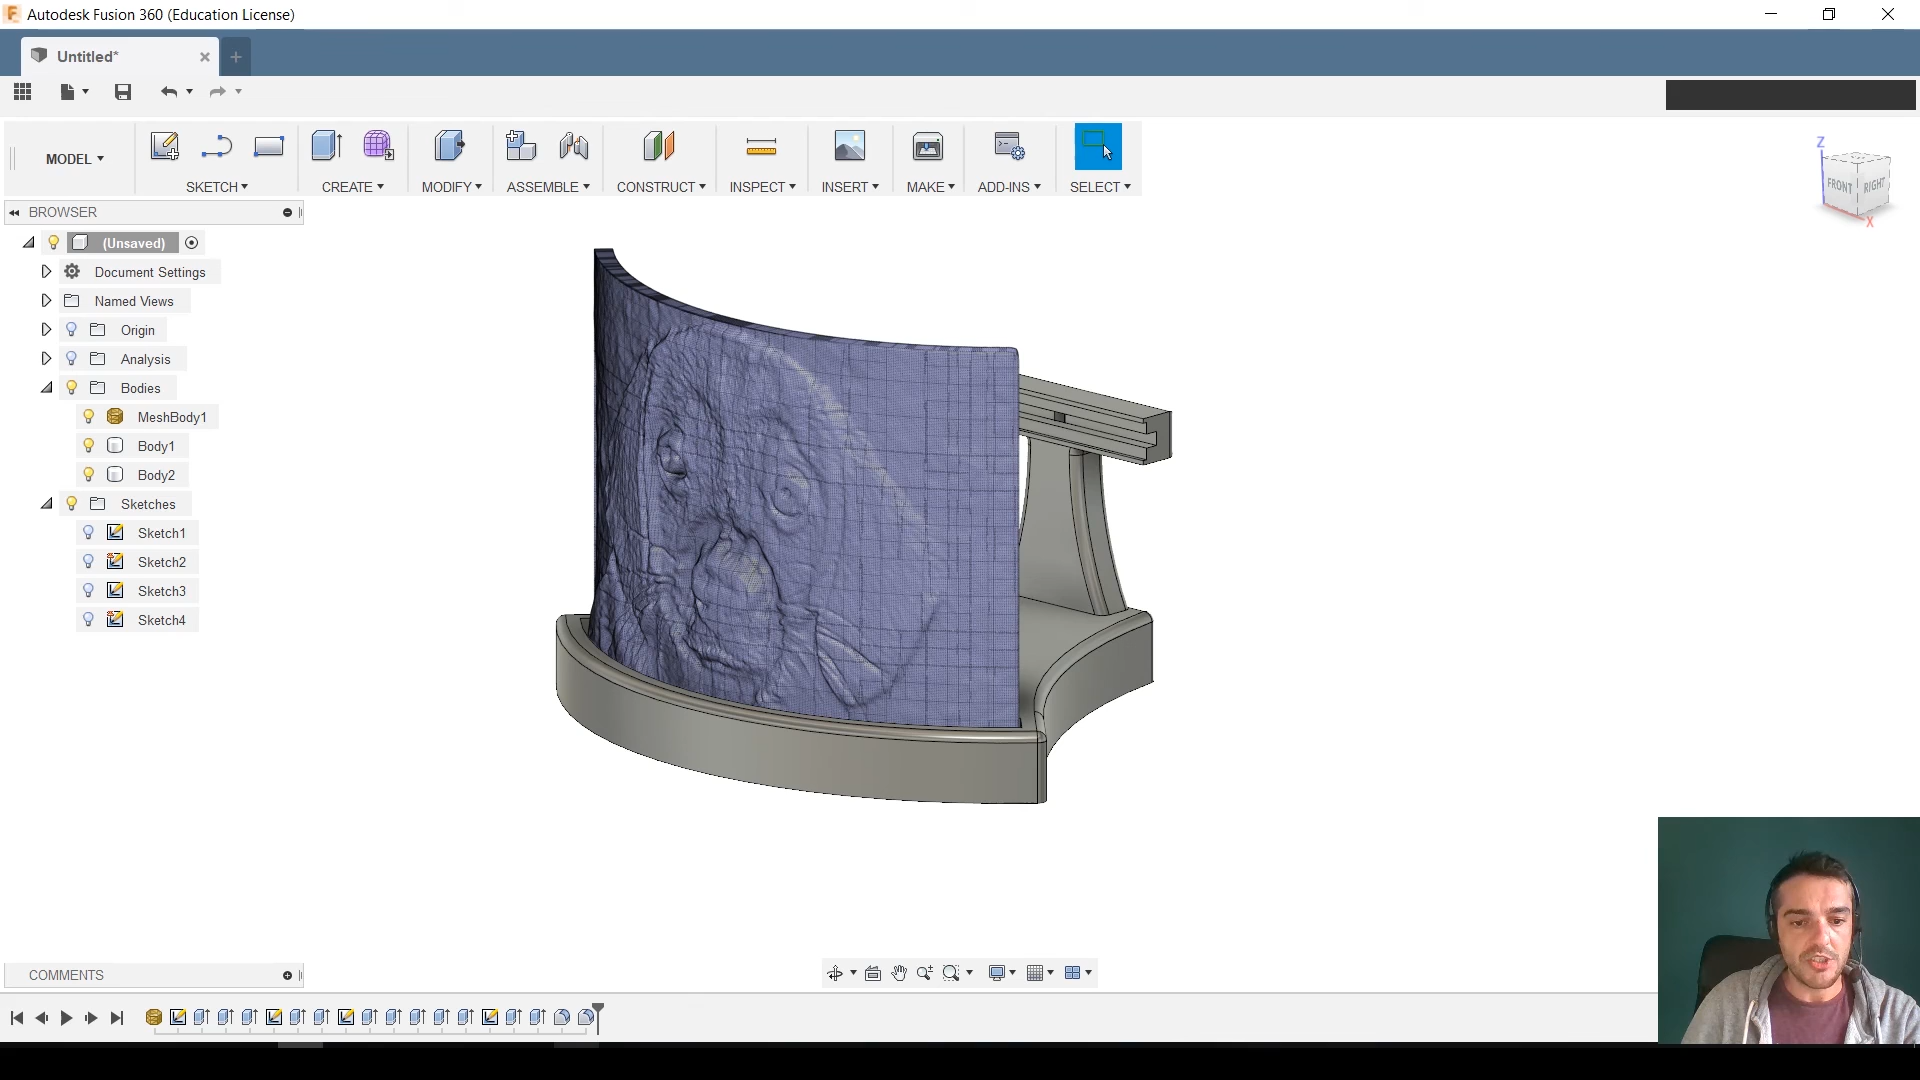 Autodesk Fusion 360 (Education License)
Untitled*
MODEL
SKETCH
CREATE
MODIFY
ASSEMBLE
CONSTRUCT
INSPECT
INSERT
MAKE
ADD-INS
SELECT
Z
FRONT
RIGHT
X
BROWSER
(Unsaved)
Document Settings
Named Views
Origin
Analysis
Bodies
MeshBody1
Body1
Body2
Sketches
Sketch1
Sketch2
Sketch3
Sketch4
COMMENTS